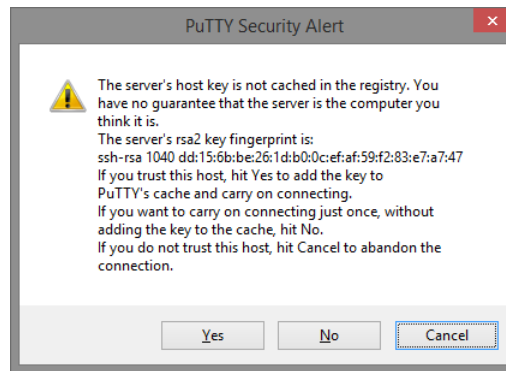 PuTTY Security Alert
The server's host key is not cached in the registry. You
have no guarantee that the server is the computer you
think it is.
The server's rsa2 key fingerprint is:
ssh-rsa 1040 dd:15:6b:be:26:1d:b0:0c:ef:af:59:f2:83:e7:a7:47
If you trust this host, hit Yes to add the key to
PuTTY's cache and carry on connecting.
If you want to carry on connecting just once, without
adding the key to the cache, hit No.
If you do not trust this host, hit Cancel to abandon the
connection.
Yes No Cancel